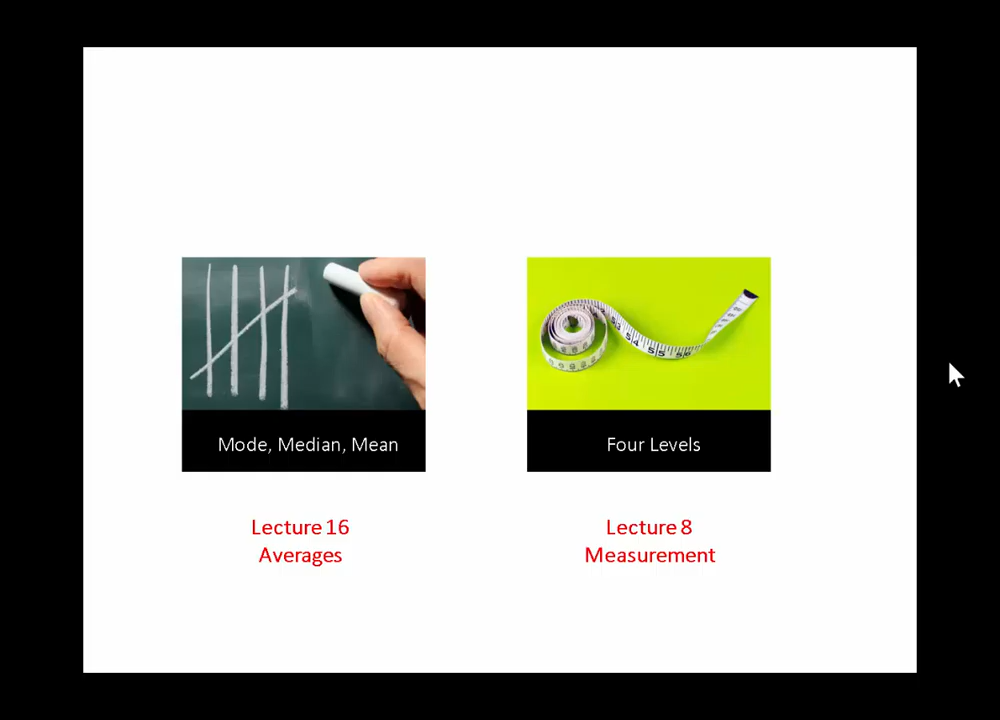 Mode, Median, Mean
Four Levels
Lecture 16
Averages
Lecture 8
Measurement